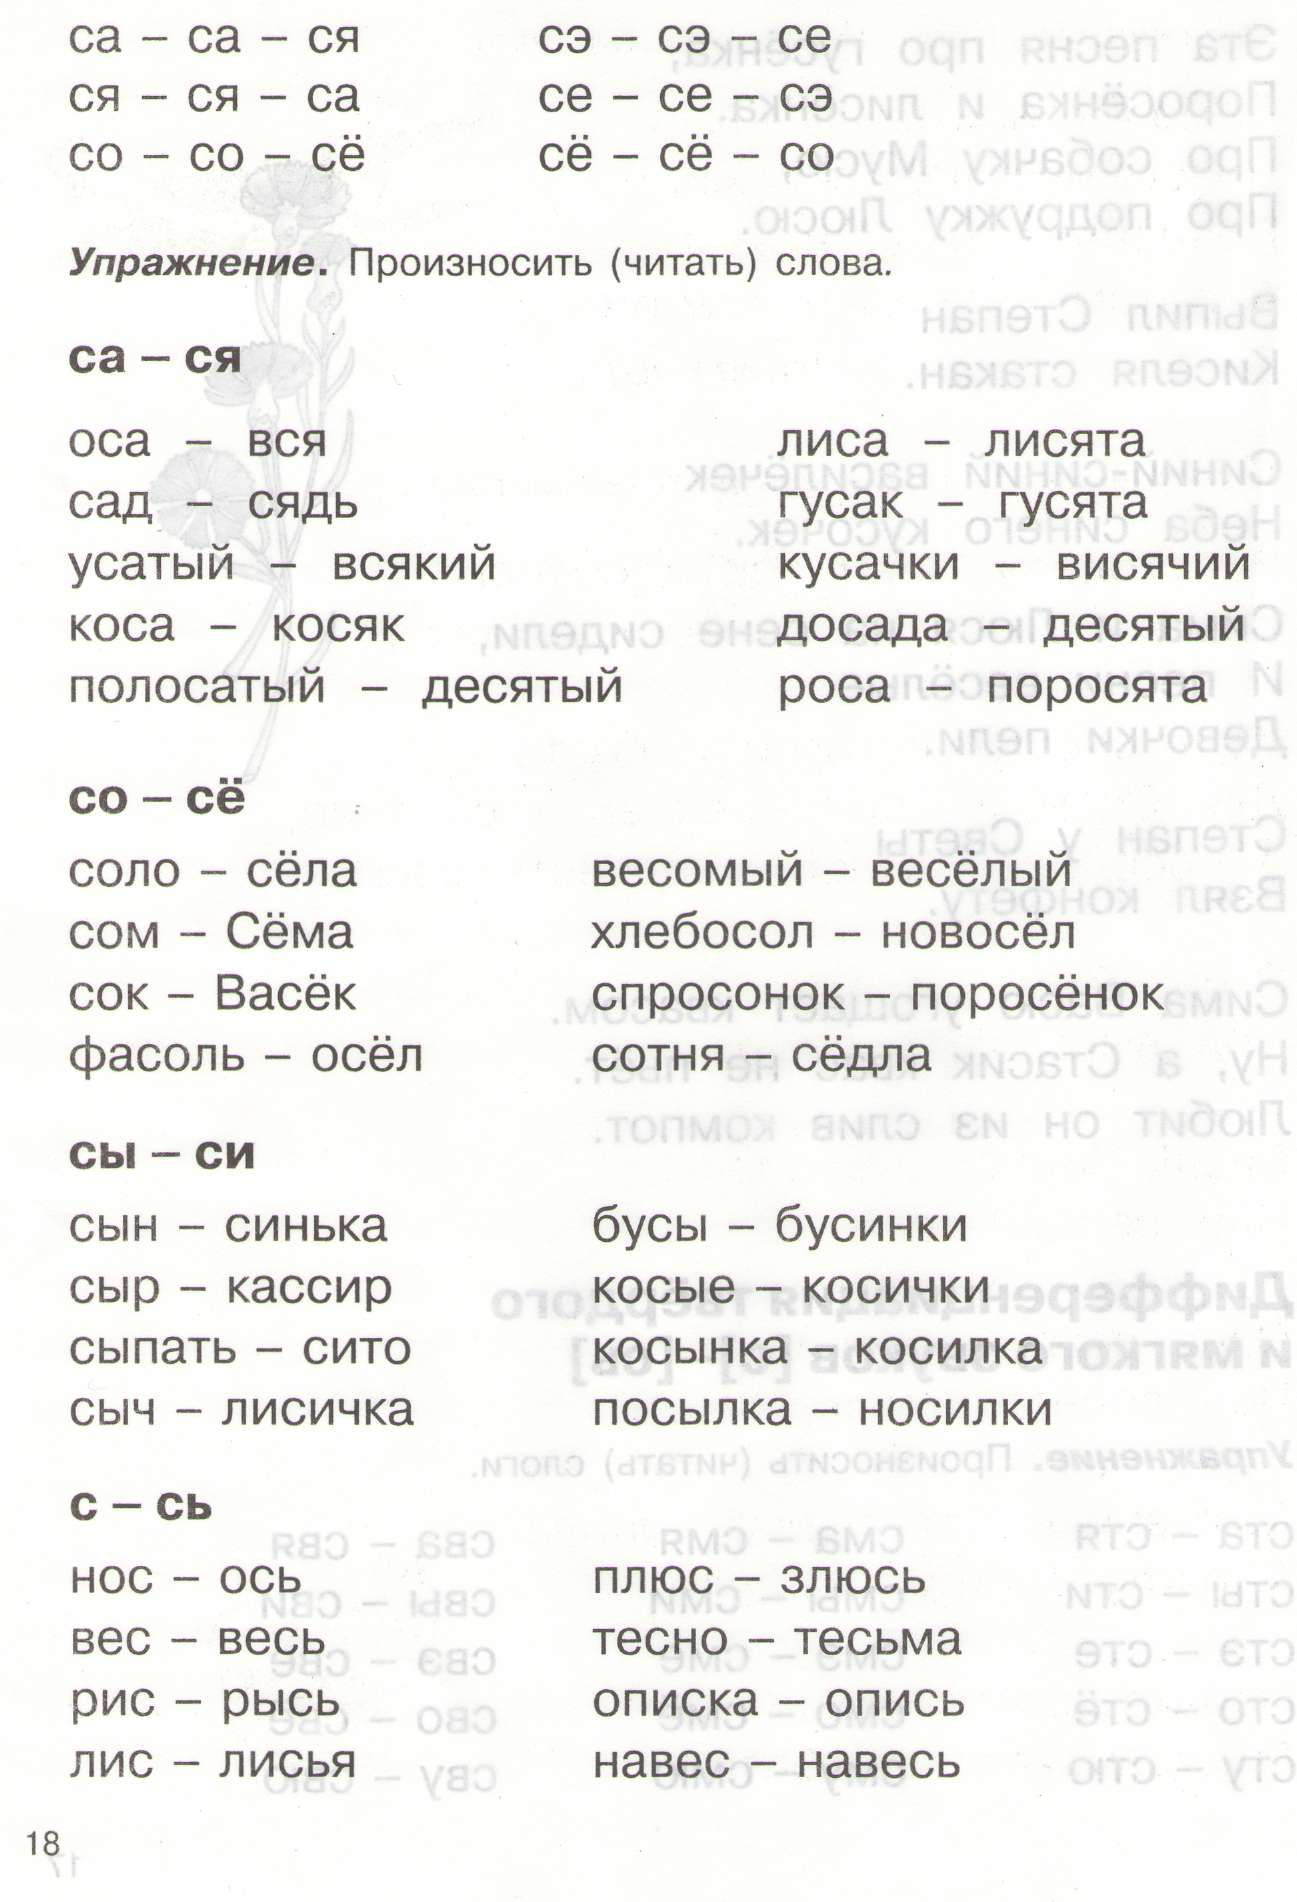 са – са – ся	сэ – сэ – се
ся – ся – са	се – се – сэ
со – со – сё	сё – сё – со
Упражнение. Произносить (читать) слова.
са – ся
оса – вся	лиса – лисята
сад – сядь	гусак – гусята
усатый – всякий	кусачки – висячий
коса – косяк	досада – десятый
полосатый – десятый	роса – поросята
со – сё
соло – сёла	весомый – весёлый
сом – Сёма	хлебосол – новосёл
сок – Васёк	спросонок – поросёнок
фасоль – осёл	сотня – сёдла
сы – си
сын – синька	бусы – бусинки
сыр – кассир	косые – косички
сыпать – сито	косынка – косилка
сыч – лисичка	посылка – носилки
с – сь
нос – ось	плюс – злюсь
вес – весь	тесно – тесьма
рис – рысь	описка – опись
лис – лисья	навес – навесь
18